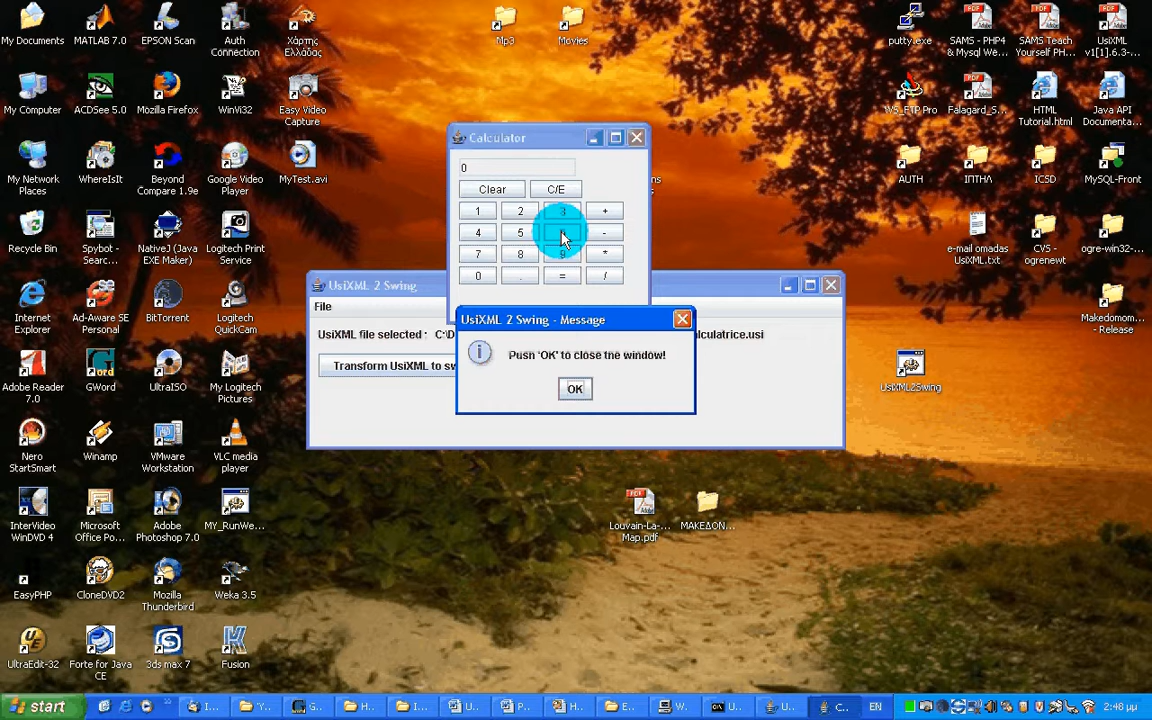 My Documents
MATLAB 7.0
EPSON Scan
Auth
Connection
Χάρτης
Ελλάδας
Mp3
Movies
putty.exe
SAMS - PHP4
& Mysql We...
SAMS Teach
Yourself PH...
UsiXML
v1[1].6.3-...
My Computer
ACDSee 5.0
Mozilla Firefox
WinVi32
Easy Video
Capture
WS_FTP Pro
Falagard_S...
HTML
Tutorial.html
Java API
Documenta...
My Network
Places
WhereIsIt
Beyond
Compare 1.9e
Google Video
Player
MyTest.avi
AUTH
ΙΠΤΗΛ
ICSD
MySQL-Front
Recycle Bin
Spybot -
Searc...
NativeJ (Java
EXE Maker)
Logitech Print
Service
e-mail omadas
UsiXML.txt
CVS -
ogrenewt
ogre-win32-...
Internet
Explorer
Ad-Aware SE
Personal
BitTorrent
Logitech
QuickCam
Makedomom...
- Release
Adobe Reader
7.0
GWord
UltraISO
My Logitech
Pictures
UsiXML2Swing
Nero
StartSmart
Winamp
VMware
Workstation
VLC media
player
InterVideo
WinDVD 4
Microsoft
Office Po...
Adobe
Photoshop 7.0
MY_RunWe...
Louvain-La-...
Map.pdf
ΜΑΚΕΔΟΝ...
EasyPHP
CloneDVD2
Mozilla
Thunderbird
Weka 3.5
UltraEdit-32
Forte for Java
CE
3ds max 7
Fusion
Calculator
0
Clear C/E
1 2 3 +
4 5 -
7 8 9 *
0 . = /
UsiXML 2 Swing
File
UsiXML file selected : C:\D
alculatrice.usi
Transform UsiXML to sw
UsiXML 2 Swing - Message
Push 'OK' to close the window!
OK
start
I...
'Y...
G...
H...
I...
U...
P...
H...
E...
W...
U...
U...
C...
EN
2:48 μμ